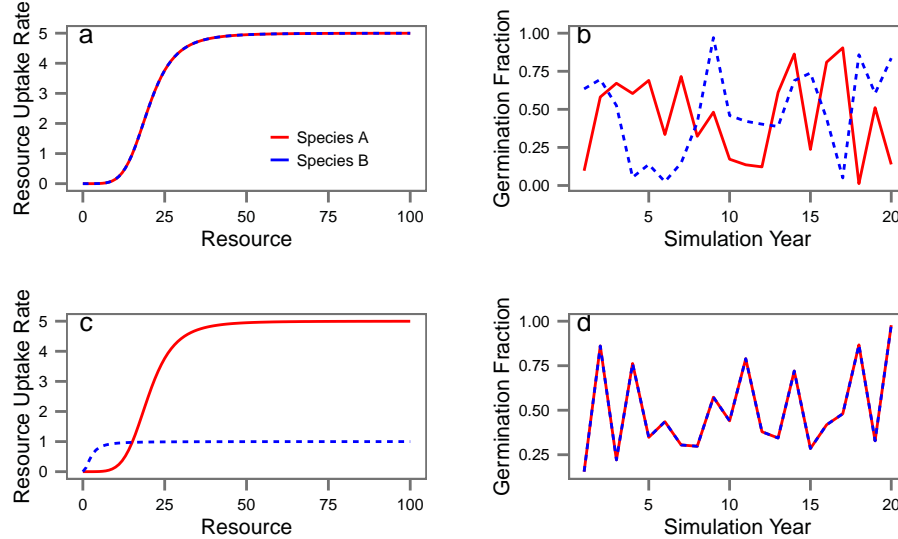 a
Resource Uptake Rate
5
4
3
2
1
0
Species A
Species B
0 25 50 75 100
Resource
b
Germination Fraction
1.00
0.75
0.50
0.25
0.00
5 10 15 20
Simulation Year
c
Resource Uptake Rate
5
4
3
2
1
0
0 25 50 75 100
Resource
d
Germination Fraction
1.00
0.75
0.50
0.25
5 10 15 20
Simulation Year